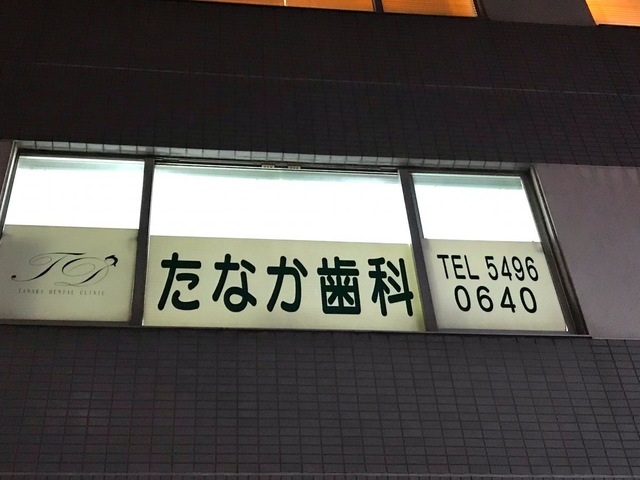 TD
TANAKA DENTAL CLINIC
たなか歯科
TEL 5496
0640